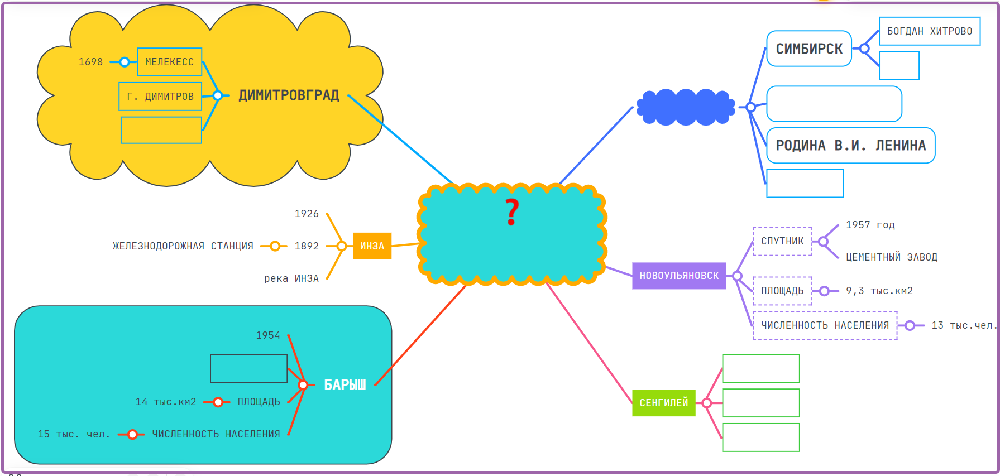 1698
МЕЛЕКЕСС
Г. ДИМИТРОВ
ДИМИТРОВГРАД
СИМБИРСК
БОГДАН ХИТРОВО
РОДИНА В.И. ЛЕНИНА
?
1926
ЖЕЛЕЗНОДОРОЖНАЯ СТАНЦИЯ
1892
ИНЗА
река ИНЗА
НОВОУЛЬЯНОВСК
СПУТНИК
1957 год
ЦЕМЕНТНЫЙ ЗАВОД
ПЛОЩАДЬ
9,3 тыс.км2
ЧИСЛЕННОСТЬ НАСЕЛЕНИЯ
13 тыс.чел.
1954
БАРЫШ
14 тыс.км2
ПЛОЩАДЬ
15 тыс. чел.
ЧИСЛЕННОСТЬ НАСЕЛЕНИЯ
СЕНГИЛЕЙ